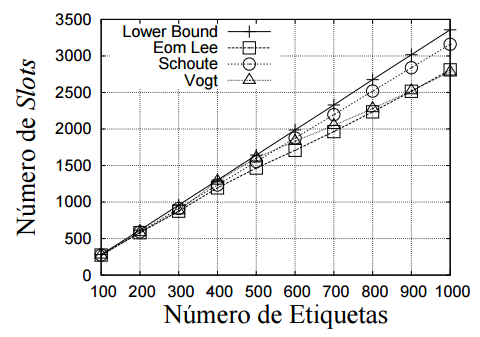 3500
3000
2500
2000
1500
1000
500
0
Número de Slots
Lower Bound
Eom Lee
Schoute
Vogt
100 200 300 400 500 600 700 800 900 1000
Número de Etiquetas